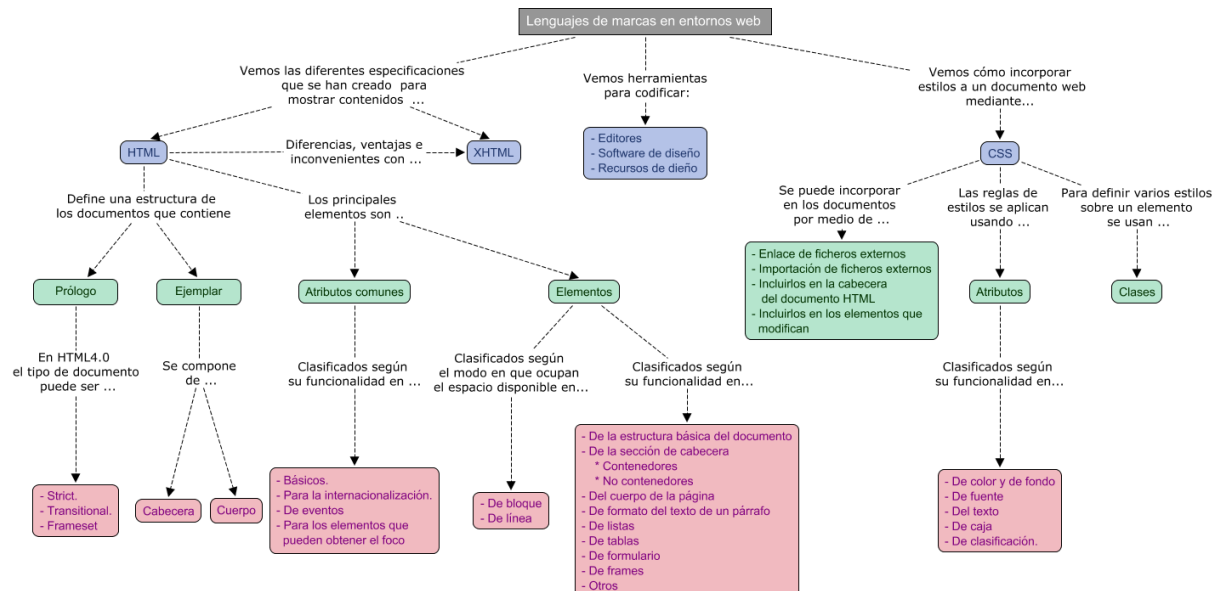 Lenguajes de marcas en entornos web
Vemos las diferentes especificaciones
que se han creado para
mostrar contenidos ...
Vemos herramientas
para codificar:
Vemos cómo incorporar
estilos a un documento web
mediante...
HTML
Diferencias, ventajas e
inconvenientes con ...
XHTML
- Editores
- Software de diseño
- Recursos de dieño
CSS
Define una estructura de
los documentos que contiene
Los principales
elementos son ..
Se puede incorporar
en los documentos
por medio de ...
Las reglas de
estilos se aplican
usando ...
Para definir varios estilos
sobre un elemento
se usan ...
Prólogo
Ejemplar
Atributos comunes
Elementos
- Enlace de ficheros externos
- Importación de ficheros externos
- Incluirlos en la cabecera
del documento HTML
- Incluirlos en los elementos que
modifican
Atributos
Clases
En HTML4.0
el tipo de documento
puede ser ...
Se compone
de ...
Clasificados según
su funcionalidad en ...
Clasificados según
el modo en que ocupan
el espacio disponible en...
Clasificados según
su funcionalidad en...
Clasificados según
su funcionalidad en...
- Strict.
- Transitional.
- Frameset
Cabecera
Cuerpo
- Básicos.
- Para la internacionalización.
- De eventos
- Para los elementos que
pueden obtener el foco
- De bloque
- De línea
- De la estructura básica del documento
- De la sección de cabecera
* Contenedores
* No contenedores
- Del cuerpo de la página
- De formato del texto de un párrafo
- De listas
- De tablas
- De formulario
- De frames
- Otros
- De color y de fondo
- De fuente
- Del texto
- De caja
- De clasificación.